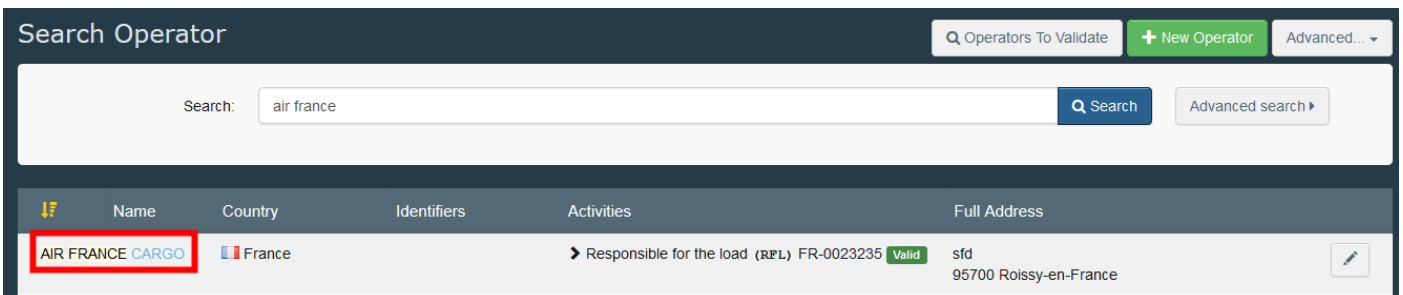 Search Operator
Operators To Validate
New Operator
Advanced...
Search:
air france
Search
Advanced search
Name Country Identifiers Activities Full Address
AIR FRANCE CARGO France Responsible for the load (RFL) FR-0023235 Valid sfd
95700 Roissy-en-France